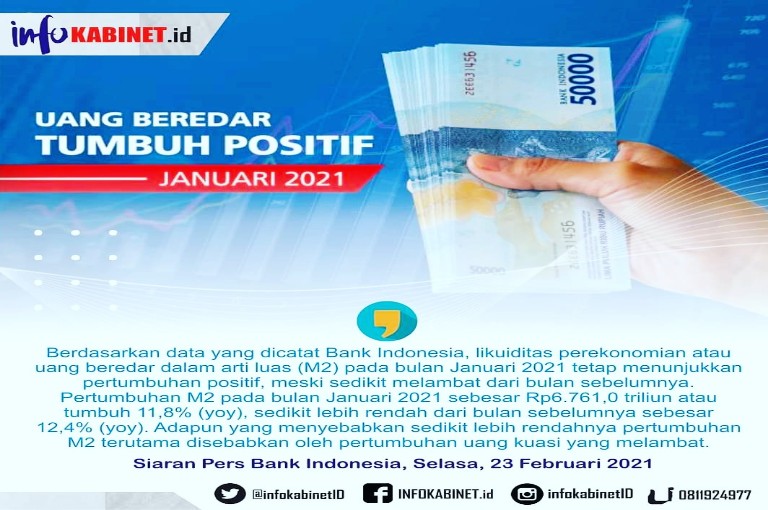 infoKABINET.id
720
UANG BEREDAR
TUMBUH POSITIF
JANUARI 2021
ZEE631456
BANK INDONESIA
50000
50000
Berdasarkan data yang dicatat Bank Indonesia, likuiditas perekonomian atau
uang beredar dalam arti luas (M2) pada bulan Januari 2021 tetap menunjukkan
pertumbuhan positif, meski sedikit melambat dari bulan sebelumnya.
Pertumbuhan M2 pada bulan Januari 2021 sebesar Rp6.761,0 triliun atau
tumbuh 11,8% (yoy), sedikit lebih rendah dari bulan sebelumnya sebesar
12,4% (yoy). Adapun yang menyebabkan sedikit lebih rendahnya pertumbuhan
M2 terutama disebabkan oleh pertumbuhan uang kuasi yang melambat.
Siaran Pers Bank Indonesia, Selasa, 23 Februari 2021
@infokabinetID INFOKABINET.id infokabinetID 0811924977